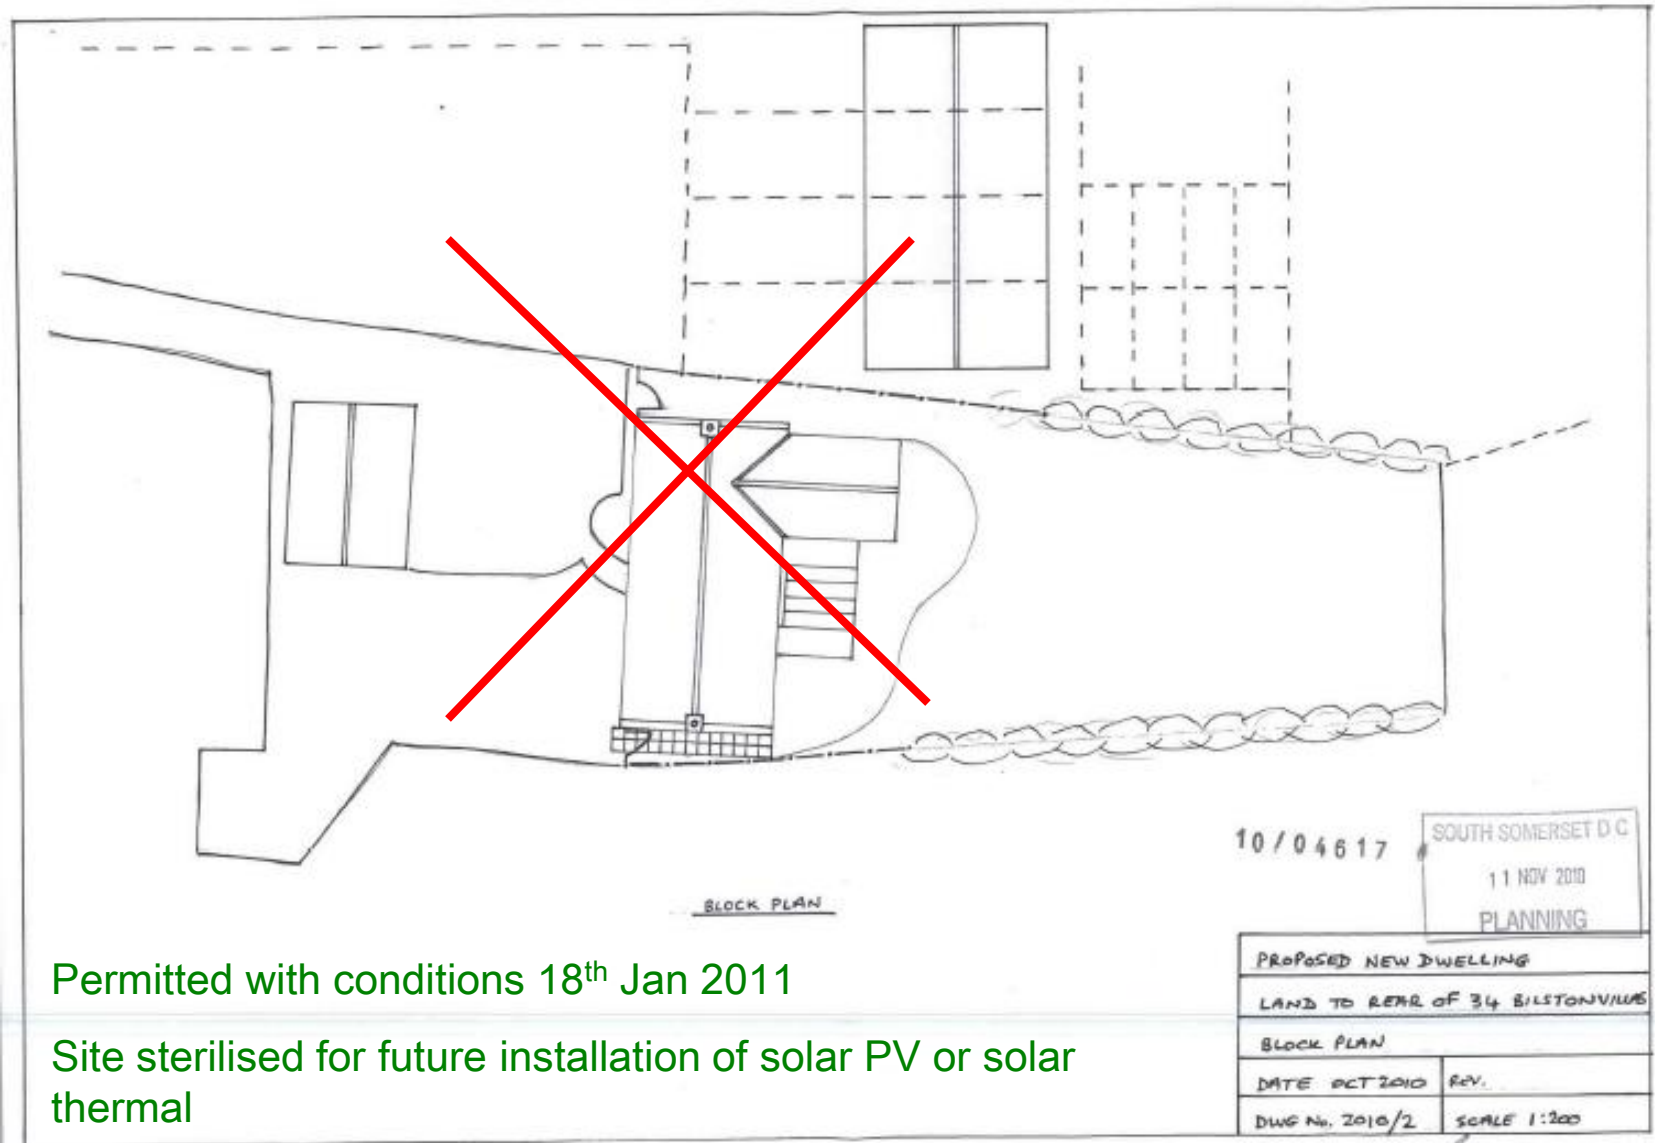 10/04617
SOUTH SOMERSET D C
11 NOV 2010
PLANNING
BLOCK PLAN
Permitted with conditions 18th Jan 2011
Site sterilised for future installation of solar PV or solar
thermal
PROPOSED NEW DWELLING
LAND TO REAR OF 34 BILSTONVILLAS
BLOCK PLAN
DATE OCT 2010 REV.
DWG No. 2010/2 SCALE 1:200